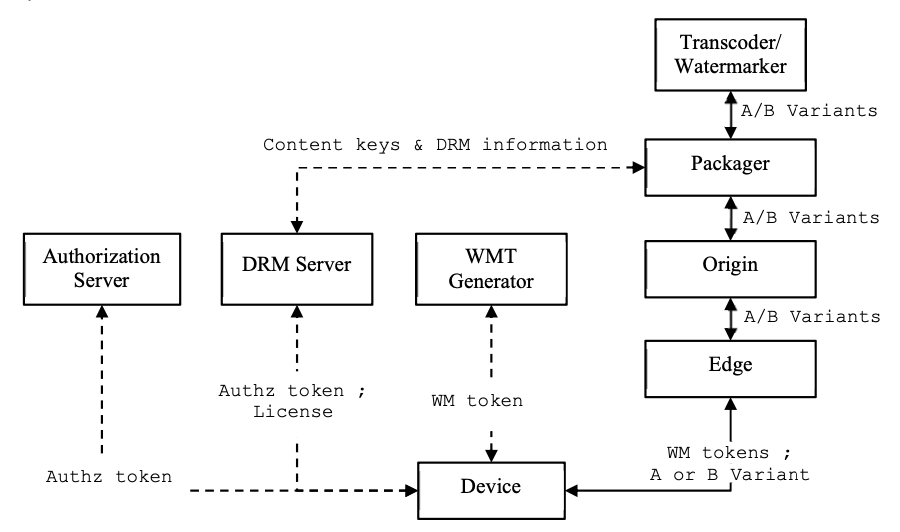 Transcoder/
Watermarker
A/B Variants
Content keys & DRM information
Packager
A/B Variants
Authorization
Server
DRM Server
WMT
Generator
Origin
A/B Variants
Edge
Authz token ;
License
WM token
WM tokens ;
A or B Variant
Authz token
Device